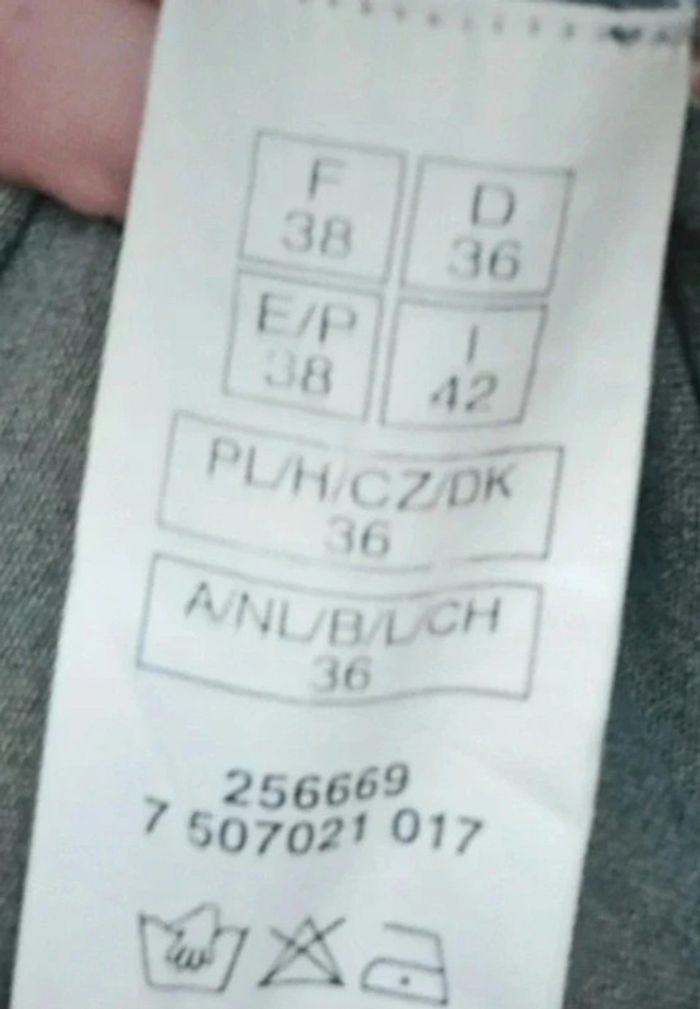 F
38
D
36
E/P
38
I
42
PL/H/CZ/DK
36
A/NL/B/L/CH
36
256669
7 507021 017